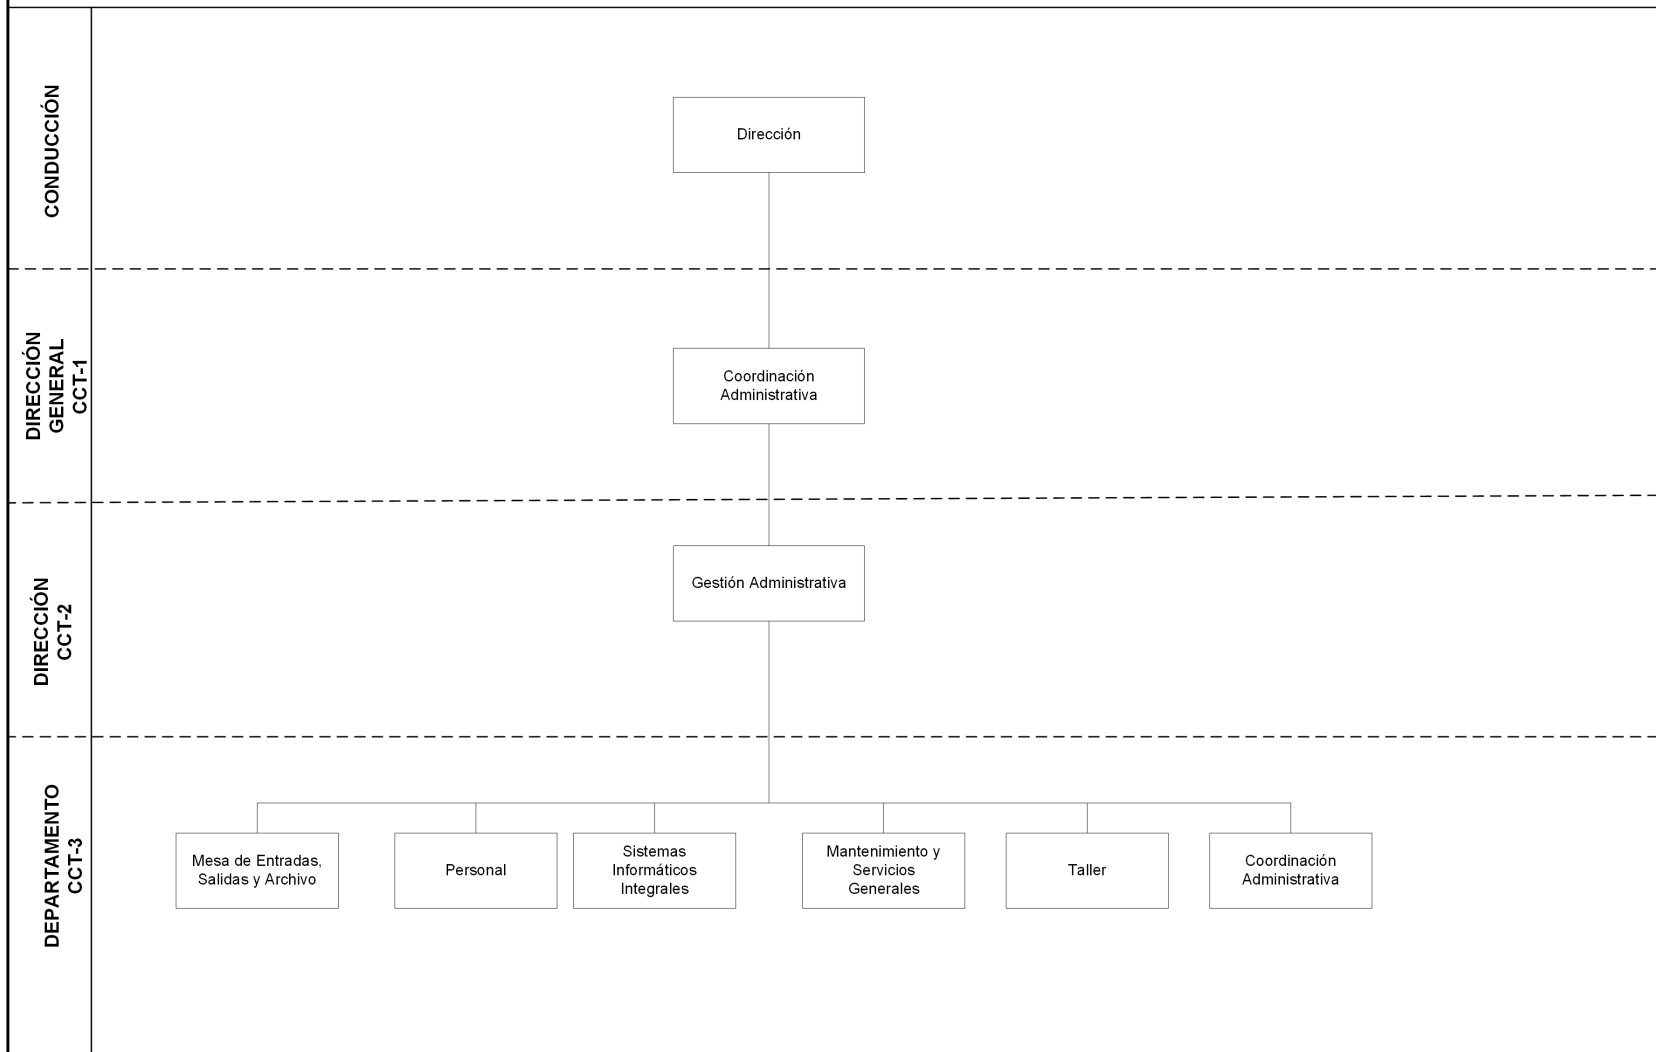 CONDUCCIÓN
Dirección
DIRECCIÓN
GENERAL
CCT-1
Coordinación
Administrativa
DIRECCIÓN
CCT-2
Gestión Administrativa
DEPARTAMENTO
CCT-3
Mesa de Entradas,
Salidas y Archivo
Personal
Sistemas
Informáticos
Integrales
Mantenimiento y
Servicios
Generales
Taller
Coordinación
Administrativa